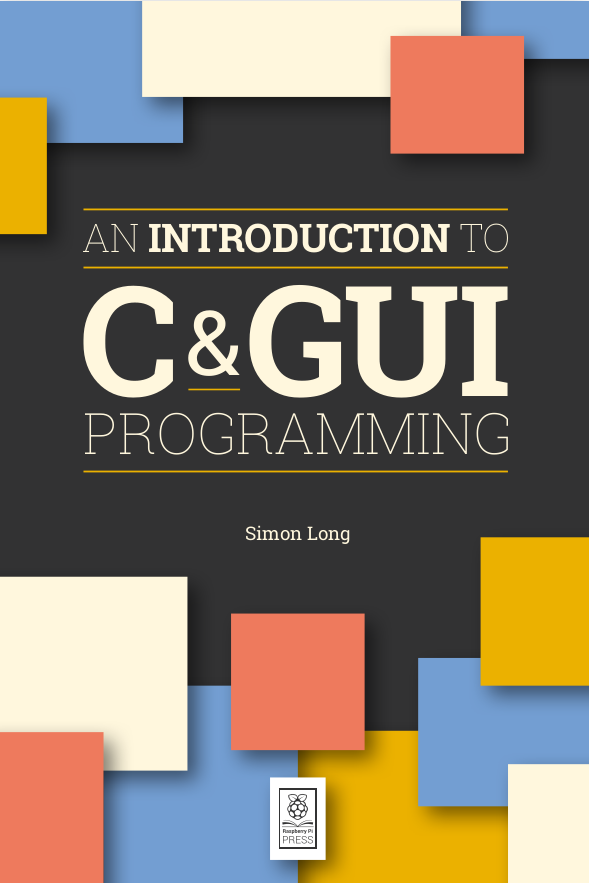 AN INTRODUCTION TO
C & GUI
PROGRAMMING
Simon Long
Raspberry Pi
PRESS